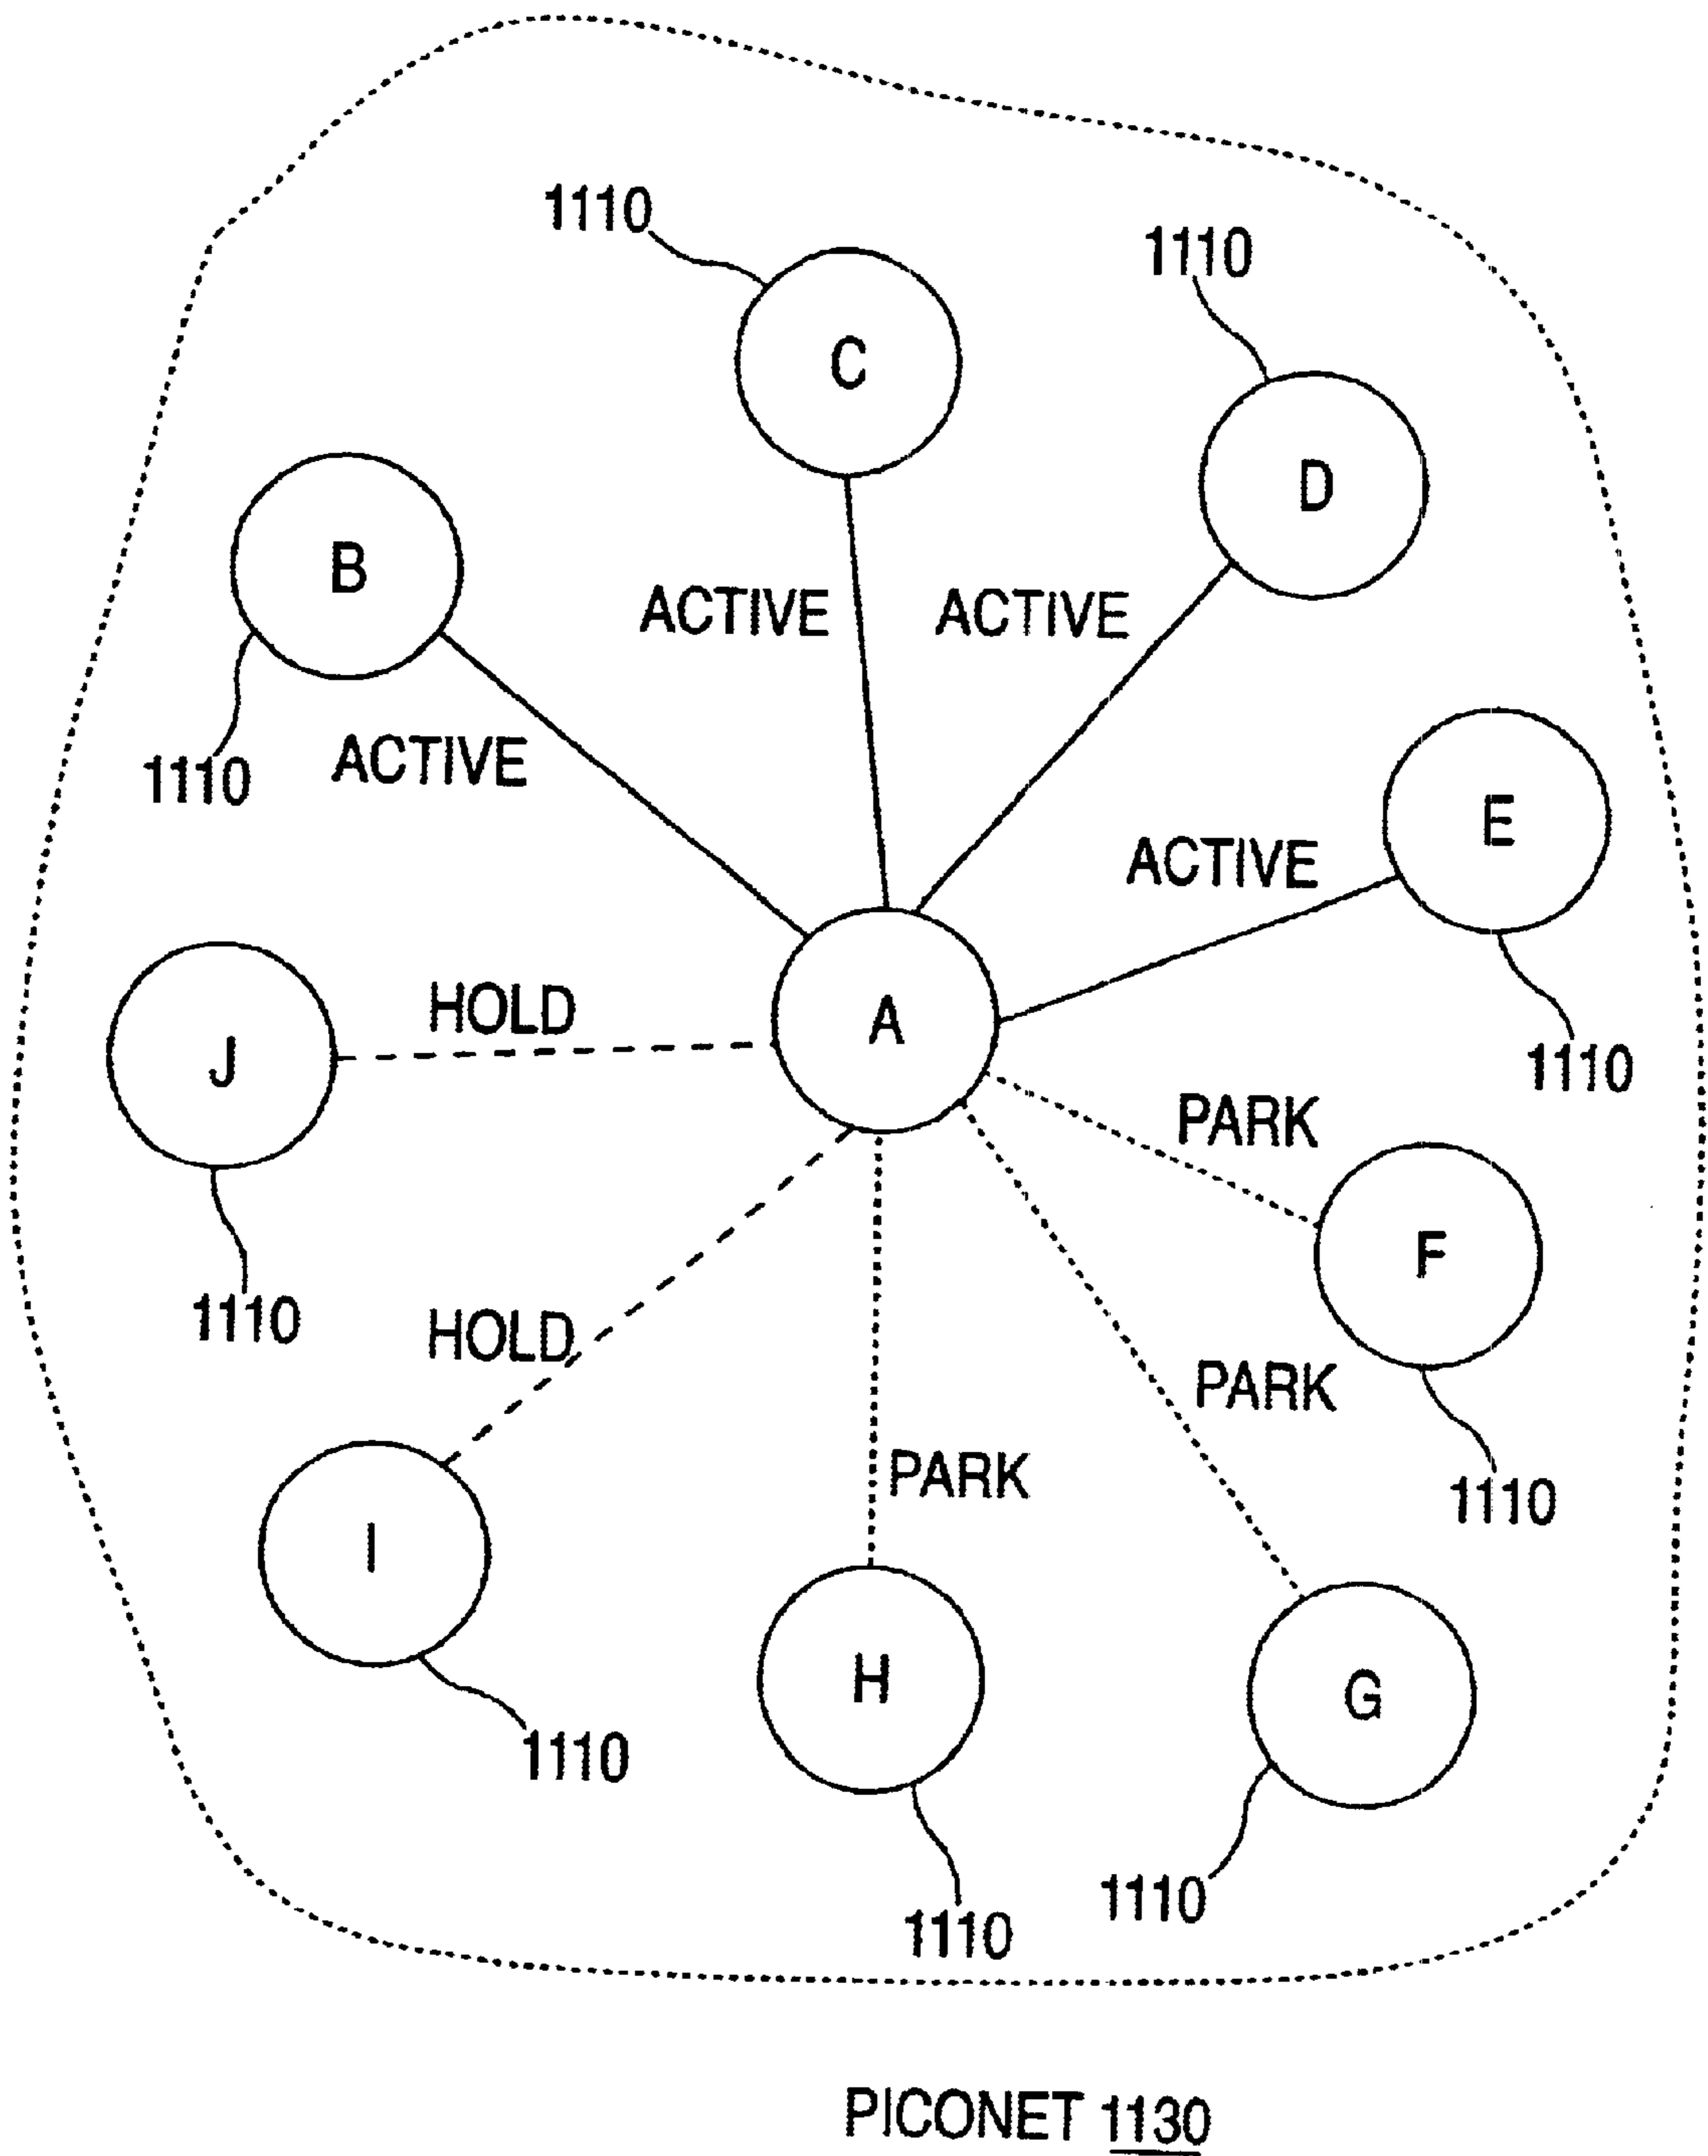 1110
1110
C
D
B
ACTIVE
ACTIVE
1110
ACTIVE
E
ACTIVE
A
HOLD
J
1110
PARK
F
1110
HOLD
PARK
1110
PARK
I
H
G
1110
1110
1110
PICONET 1130